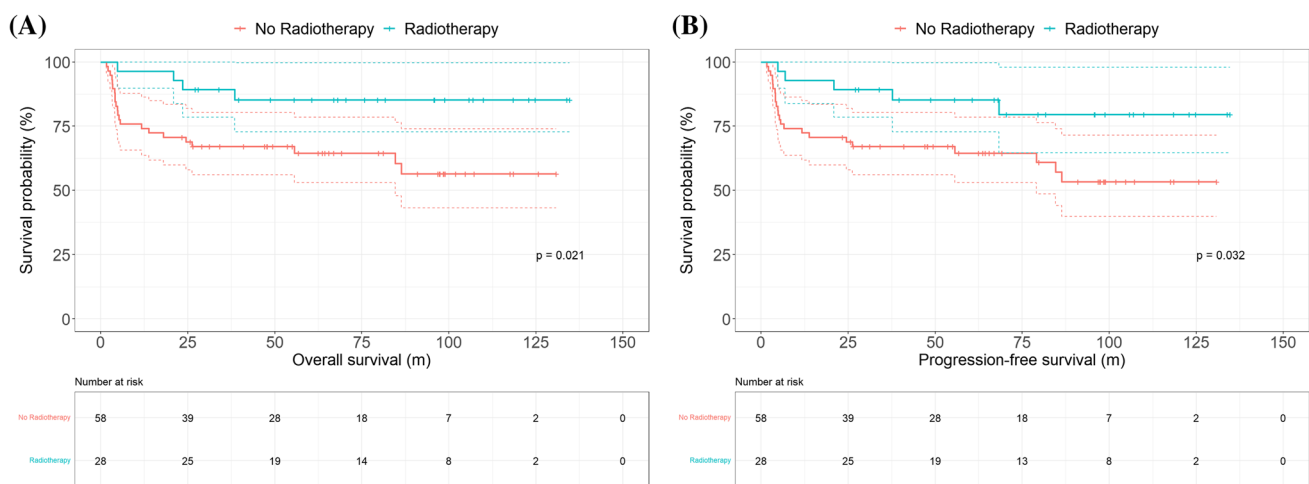 (A)
No Radiotherapy Radiotherapy
Survival probability (%)
100
75
50
25
0
p = 0.021
0 25 50 75 100 125 150
Overall survival (m)
Number at risk
No Radiotherapy 58 39 28 18 7 2 0
Radiotherapy 28 25 19 14 8 2 0
(B)
No Radiotherapy Radiotherapy
Survival probability (%)
100
75
50
25
0
p = 0.032
0 25 50 75 100 125 150
Progression-free survival (m)
Number at risk
No Radiotherapy 58 39 28 18 7 2 0
Radiotherapy 28 25 19 13 8 2 0